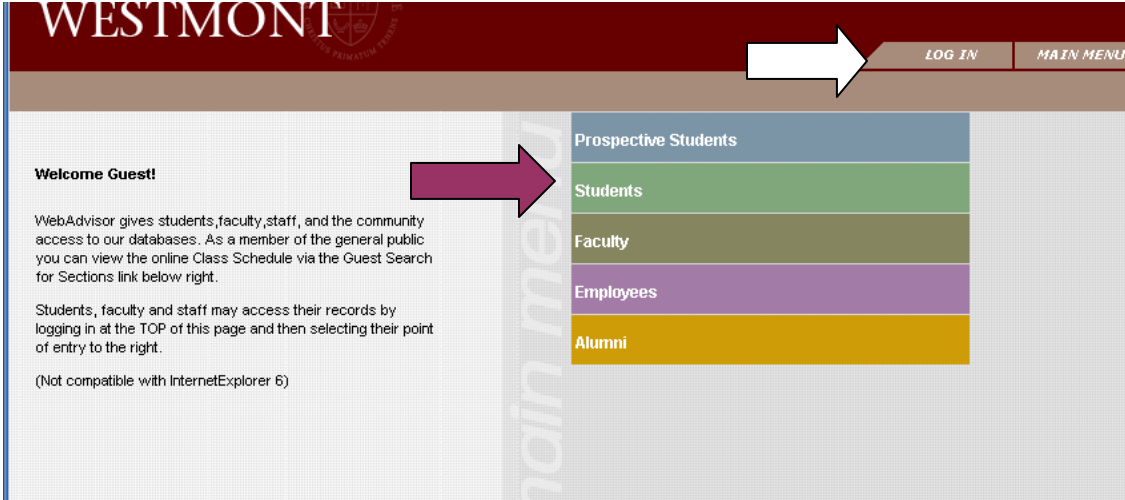 WESTMONT
CHRISTUS PRIMATUM TENENS
LOG IN
MAIN MENU
main menu
Prospective Students
Students
Faculty
Employees
Alumni
Welcome Guest!
WebAdvisor gives students,faculty,staff, and the community
access to our databases. As a member of the general public
you can view the online Class Schedule via the Guest Search
for Sections link below right.
Students, faculty and staff may access their records by
logging in at the TOP of this page and then selecting their point
of entry to the right.
(Not compatible with InternetExplorer 6)